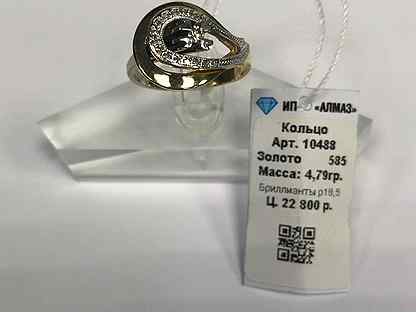 ИП «АЛМАЗ»
Кольцо
Арт. 10488
Золото 585
Масса: 4,79гр.
Бриллианты р18,5
Ц. 22 800 р.